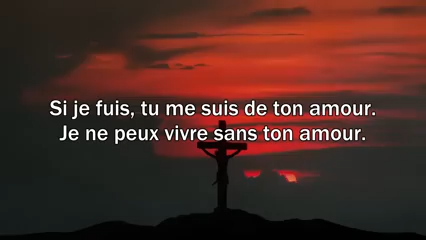 Si je fuis, tu me suis de ton amour.
Je ne peux vivre sans ton amour.